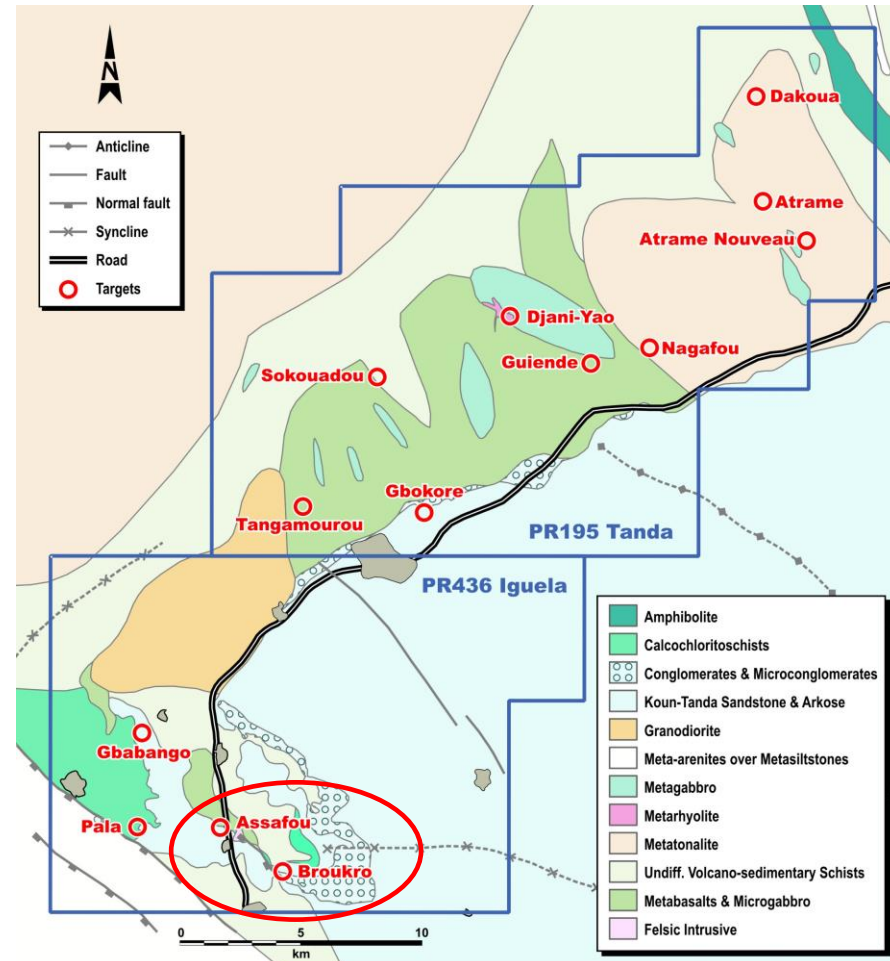 N
Anticline
Fault
Normal fault
Syncline
Road
Targets
Dakoua
Atrame
Atrame Nouveau
Djani-Yao
Nagafou
Guiende
Sokouadou
Gbokore
Tangamourou
PR195 Tanda
PR436 Iguela
Gbabango
Pala
Assafou
Broukro
0 5 10
km
Amphibolite
Calcochloritoschists
Conglomerates & Microconglomerates
Koun-Tanda Sandstone & Arkose
Granodiorite
Meta-arenites over Metasiltstones
Metagabbro
Metarhyolite
Metatonalite
Undiff. Volcano-sedimentary Schists
Metabasalts & Microgabbro
Felsic Intrusive